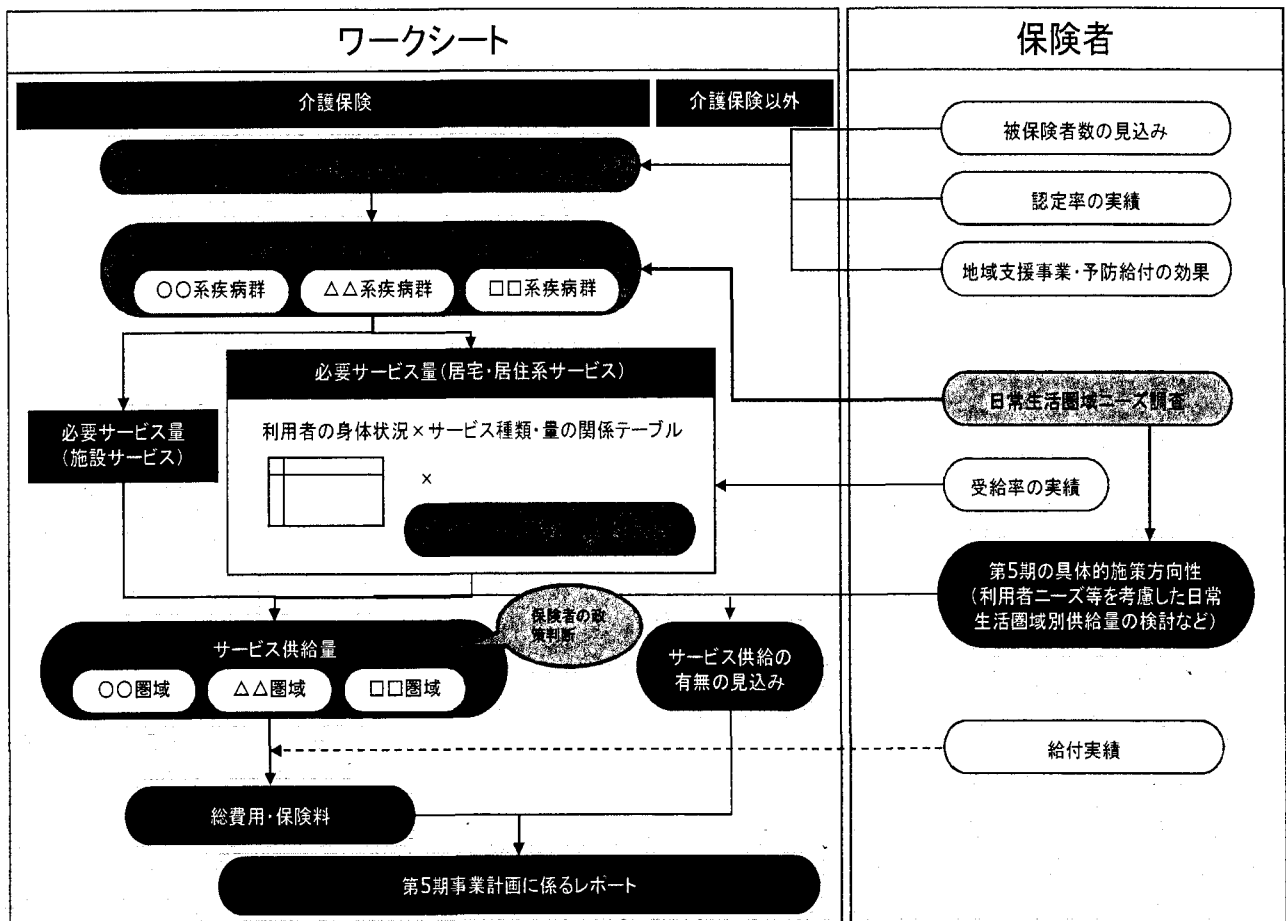 ワークシート
保険者
介護保険
介護保険以外
被保険者数の見込み
認定率の実績
地域支援事業・予防給付の効果
○○系疾病群
△△系疾病群
□□系疾病群
必要サービス量(居宅・居住系サービス)
日常生活圏域ニーズ調査
必要サービス量
(施設サービス)
利用者の身体状況×サービス種類・量の関係テーブル
×
受給率の実績
第5期の具体的施策方向性
(利用者ニーズ等を考慮した日常
生活圏域別供給量の検討など)
保険者の政
策判断
サービス供給量
○○圏域
△△圏域
□□圏域
サービス供給の
有無の見込み
給付実績
総費用・保険料
第5期事業計画に係るレポート